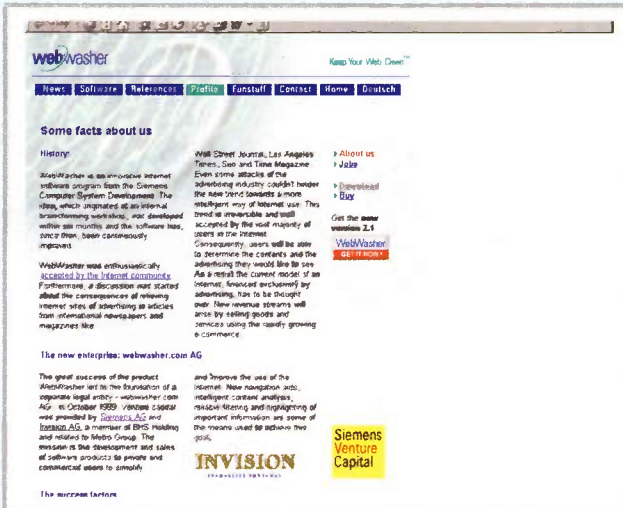 webwasher
Keep Your Web Clean™
News Software References Profile Funstuff Contact Home Deutsch
Some facts about us
History:
WebWasher is an innovative Internet
software program from the Siemens
Computer System Development. The
idea, which originates of an internal
brainstorming workshop, was developed
within six months and the software has,
since then, been continuously
improved.
WebWasher was enthusiastically
accepted by the Internet community.
Furthermore, a discussion was started
about the consequences of relieving
Internet sites of advertising in articles
from international newspapers and
magazines like
Wall Street Journal, Los Angeles
Times, Sun and Time Magazine.
Even some attacks of the
advertising industry couldn't hinder
the new trend towards a more
intelligent way of Internet use. This
trend is irreversible and well
accepted by the vast majority of
users in the Internet.
Consequently, users will be able
to determine the contents and the
advertising they would like to see.
As a result the current model of an
Internet, financed exclusively by
advertising, has to be thought
over. New revenue streams will
arise by selling goods and
services using the rapidly growing
e-commerce.
About us
Jobs
Download
Buy
Get the new
version 2.1
WebWasher
GET IT NOW!
The new enterprise: webwasher.com AG
The great success of the product
WebWasher led to the foundation of a
separate legal entity - webwasher.com
AG - in October 1999. Venture capital
was provided by Siemens AG and
Invision AG, a member of BHS Holding
and related to Metro Group. The
mission is the development and sales
of software products to private and
commercial users to simplify
and improve the use of the
Internet. New navigation aids,
intelligent content analysis,
reliable filtering and highlighting of
important information are some of
the means used to achieve this
goal.
INVISION
Siemens
Venture
Capital
The success factors